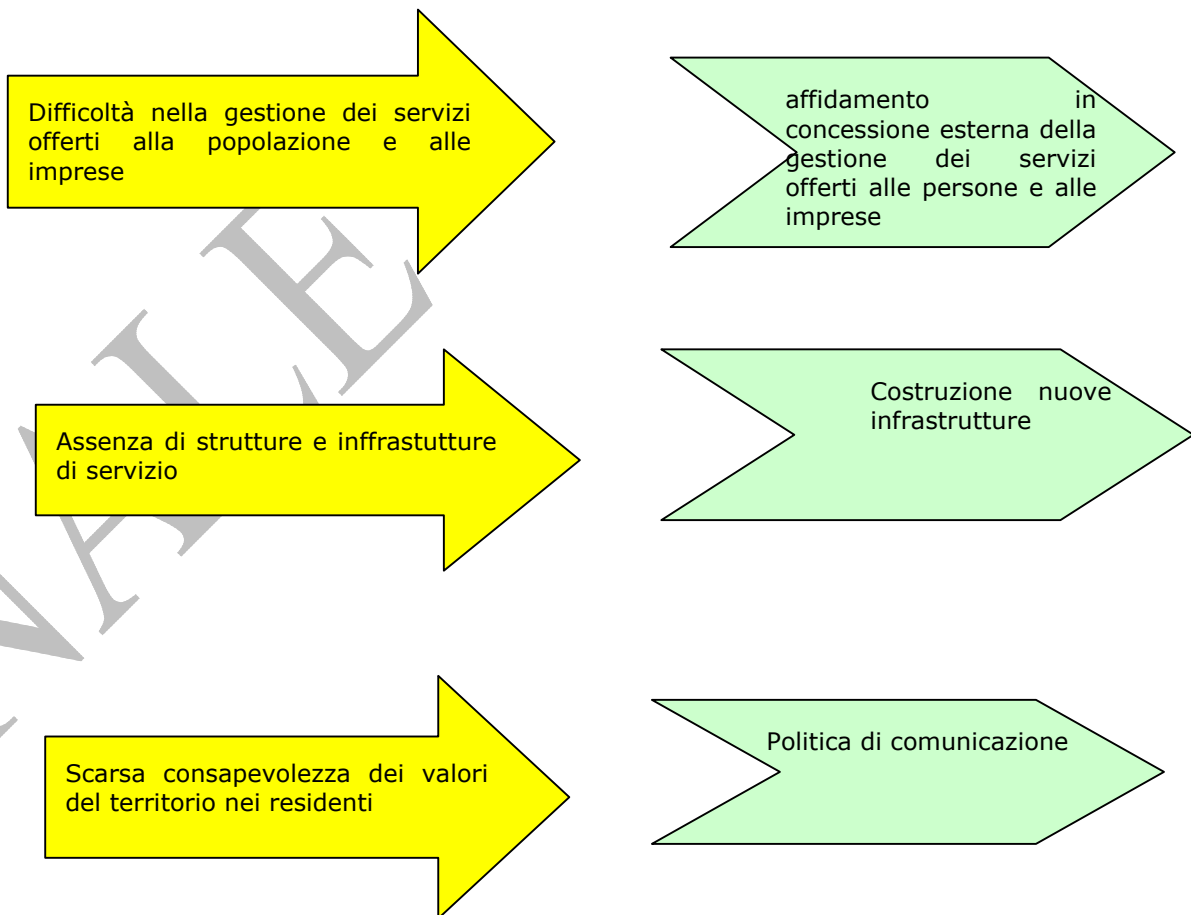 Difficoltà nella gestione dei servizi
offerti alla popolazione e alle
imprese
affidamento in
concessione esterna della
gestione dei servizi
offerti alle persone e alle
imprese
Assenza di strutture e inffrastutture
di servizio
Costruzione nuove
infrastrutture
Scarsa consapevolezza dei valori
del territorio nei residenti
Politica di comunicazione
NALE